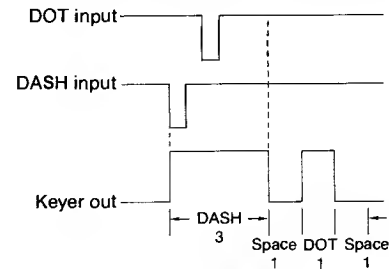 DOT input
DASH input
Keyer out
DASH
3
Space DOT Space
1 1 1